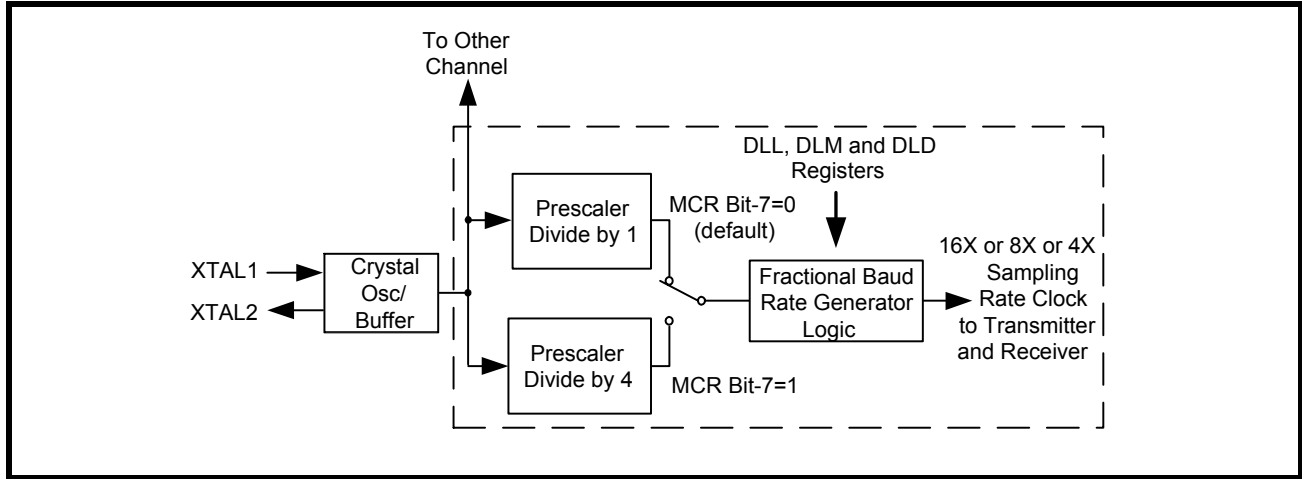 To Other
Channel
DLL, DLM and DLD
Registers
Prescaler
Divide by 1
MCR Bit-7=0
(default)
16X or 8X or 4X
Sampling
Rate Clock
to Transmitter
and Receiver
XTAL1
XTAL2
Crystal
Osc/
Buffer
Fractional Baud
Rate Generator
Logic
Prescaler
Divide by 4
MCR Bit-7=1